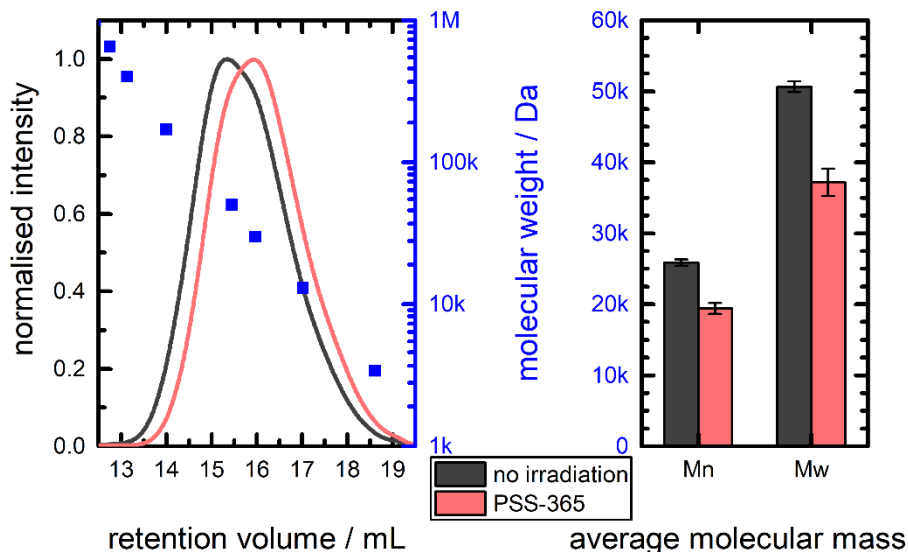 normalised intensity
1.0
0.8
0.6
0.4
0.2
0.0
13 14 15 16 17 18 19
retention volume / mL
1M
100k
10k
1k
molecular weight / Da
60k
50k
40k
30k
20k
10k
0
Mn Mw
average molecular mass
no irradiation
PSS-365